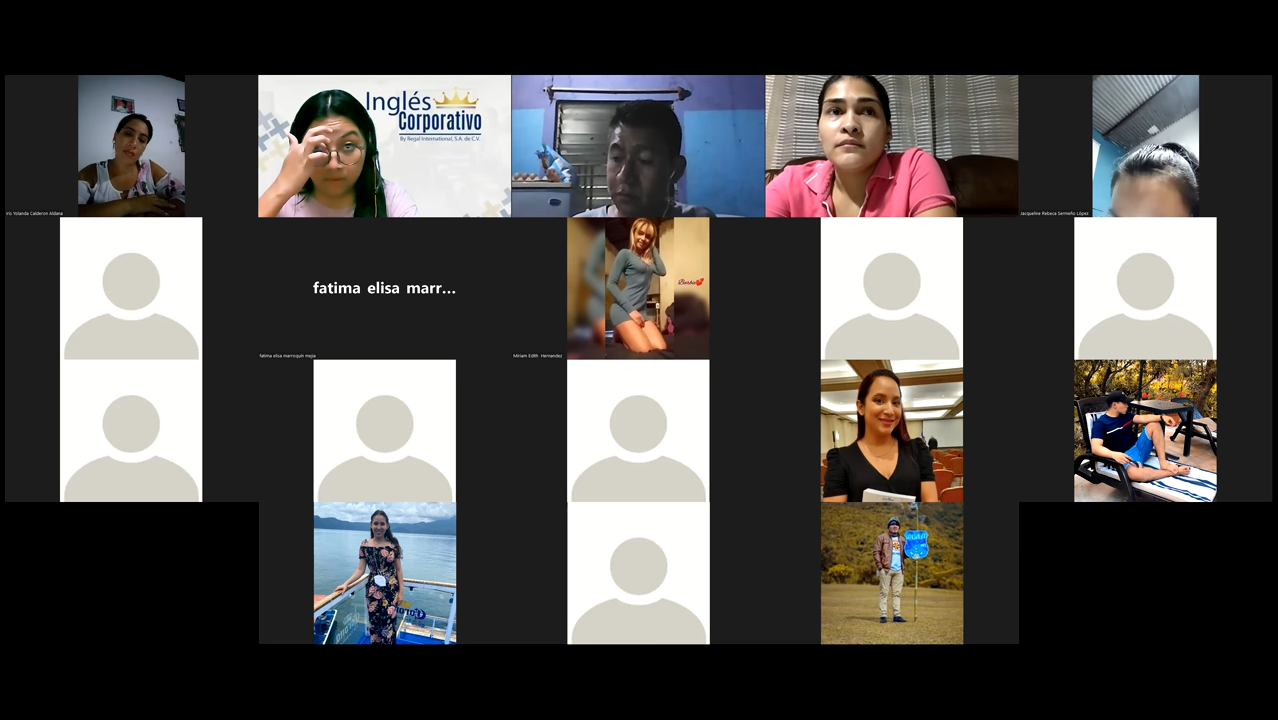 Inglés
Corporativo
By Regal International, S.A. de C.V.
Iris Yolanda Calderon Aldana
Jacqueline Rebeca Sermeño López
fatima elisa marr...
Barbie
fatima elisa marroquin mejia
Miriam Edith Hernandez